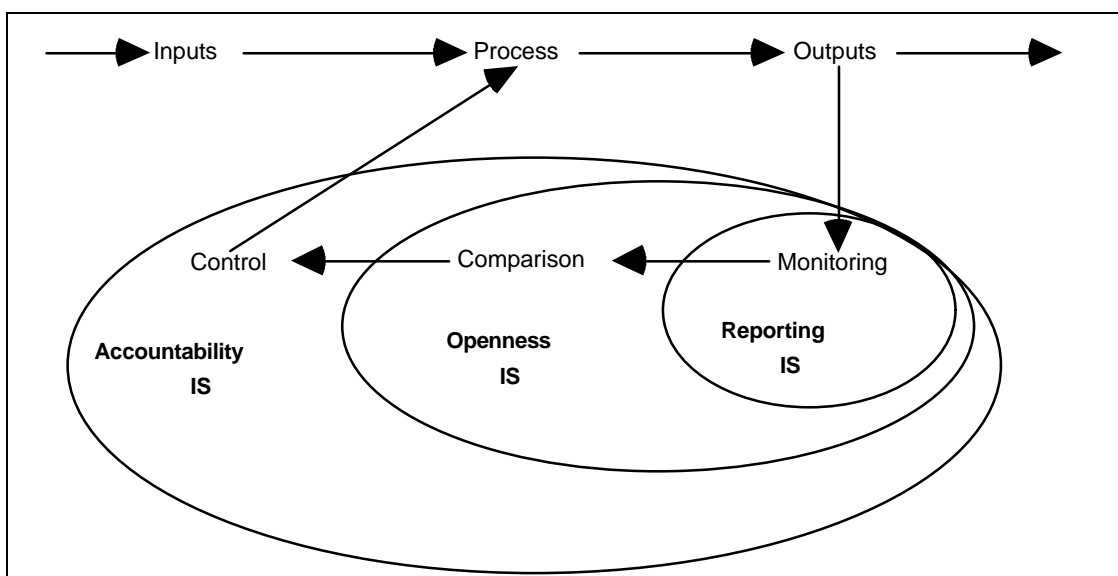 Inputs Process Outputs
Control Comparison Monitoring
Accountability
IS
Openness
IS
Reporting
IS